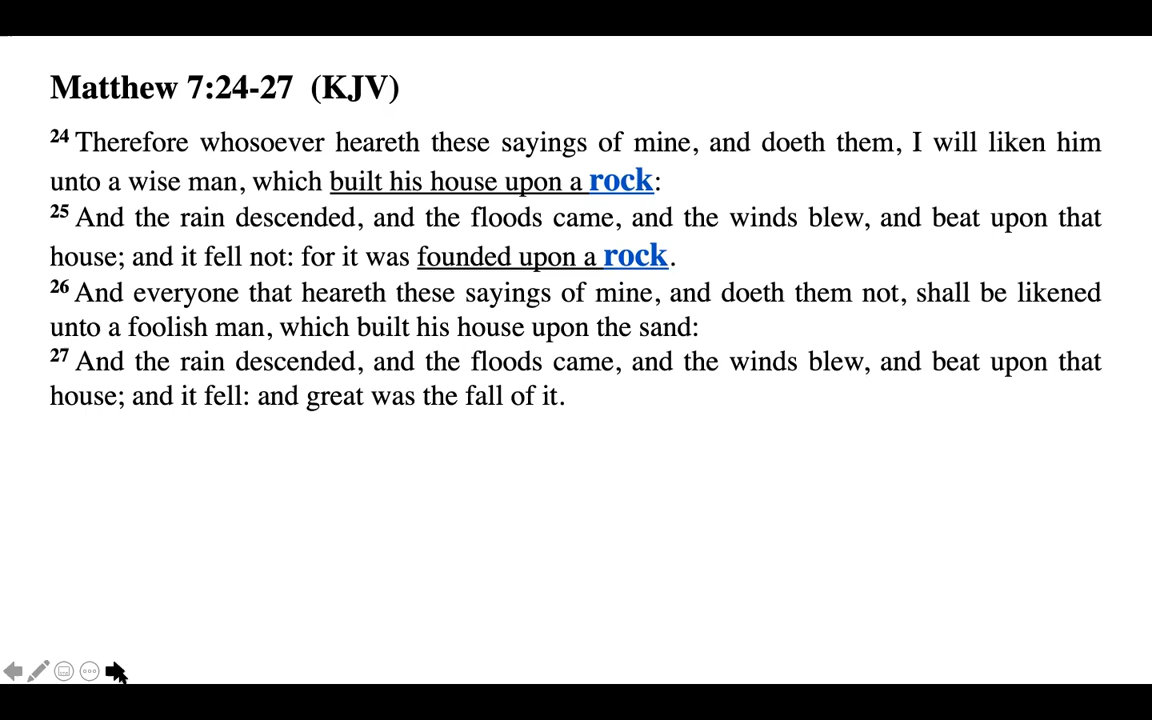 Matthew 7:24-27 (KJV)
24 Therefore whosoever heareth these sayings of mine, and doeth them, I will liken him
unto a wise man, which built his house upon a rock:
25 And the rain descended, and the floods came, and the winds blew, and beat upon that
house; and it fell not: for it was founded upon a rock.
26 And everyone that heareth these sayings of mine, and doeth them not, shall be likened
unto a foolish man, which built his house upon the sand:
27 And the rain descended, and the floods came, and the winds blew, and beat upon that
house; and it fell: and great was the fall of it.